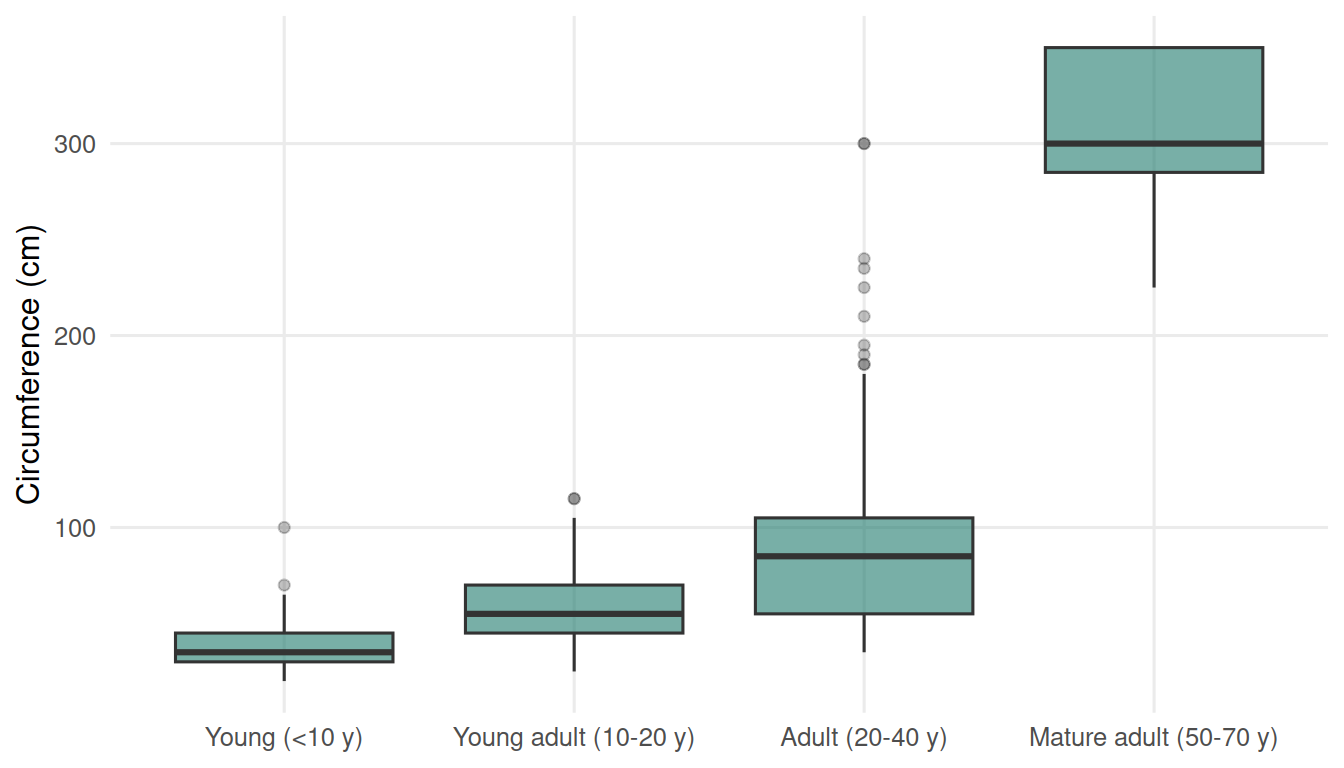 Circumference (cm)
300
200
100
Young (<10 y)
Young adult (10-20 y)
Adult (20-40 y)
Mature adult (50-70 y)